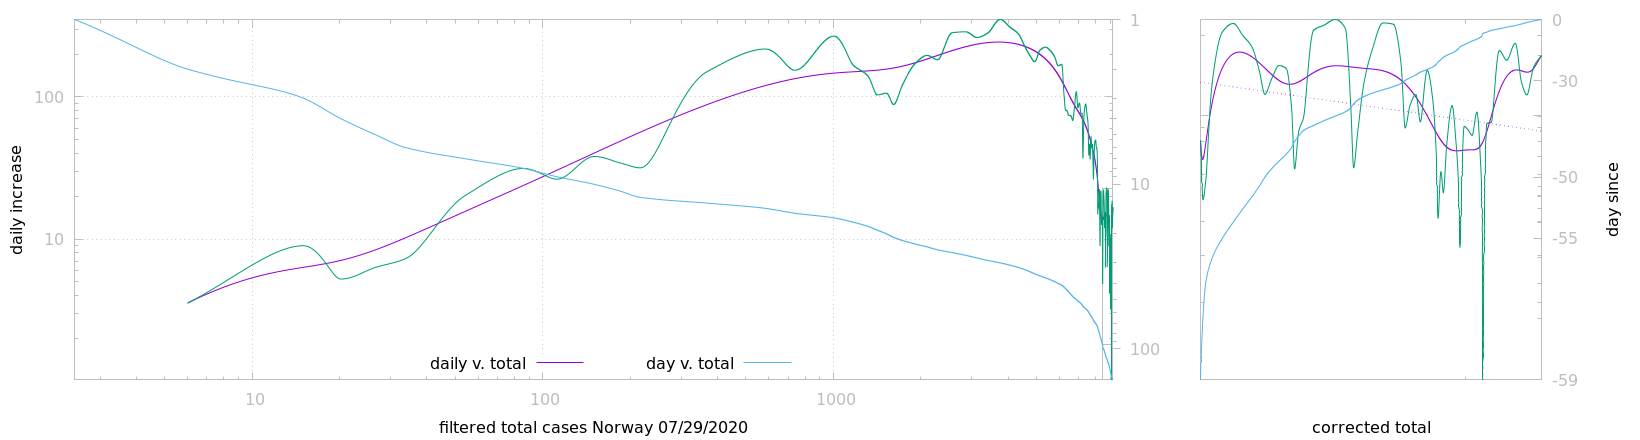 daily increase
100
10
daily v. total
day v. total
10
100
1000
filtered total cases Norway 07/29/2020
1
10
100
0
-30
-50
-55
-59
day since
corrected total